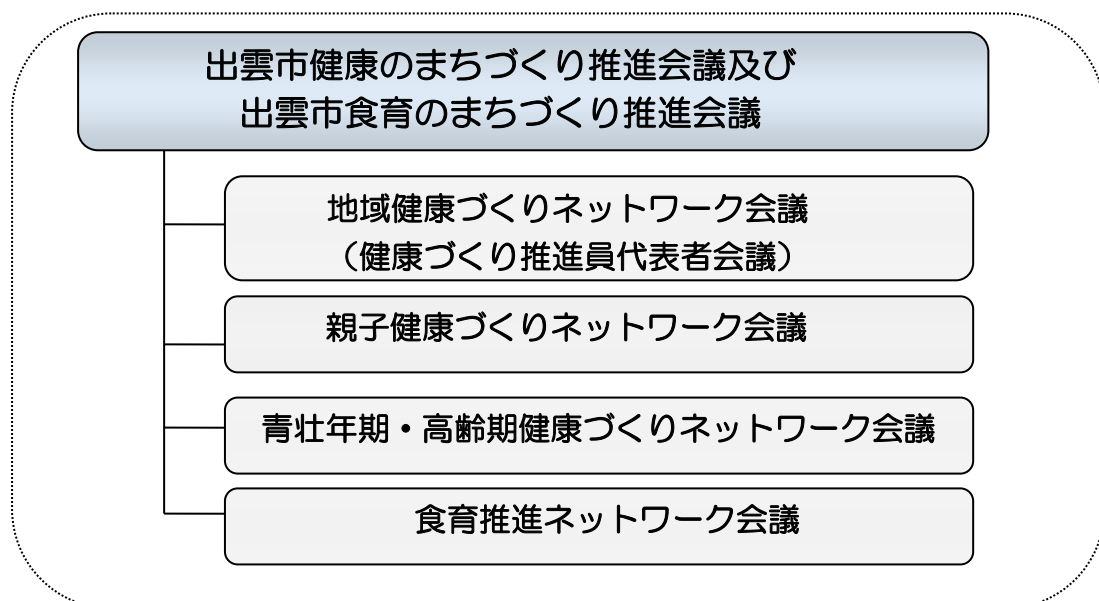 出雲市健康のまちづくり推進会議及び
出雲市食育のまちづくり推進会議
地域健康づくりネットワーク会議
（健康づくり推進員代表者会議）
親子健康づくりネットワーク会議
青壮年期・高齢期健康づくりネットワーク会議
食育推進ネットワーク会議